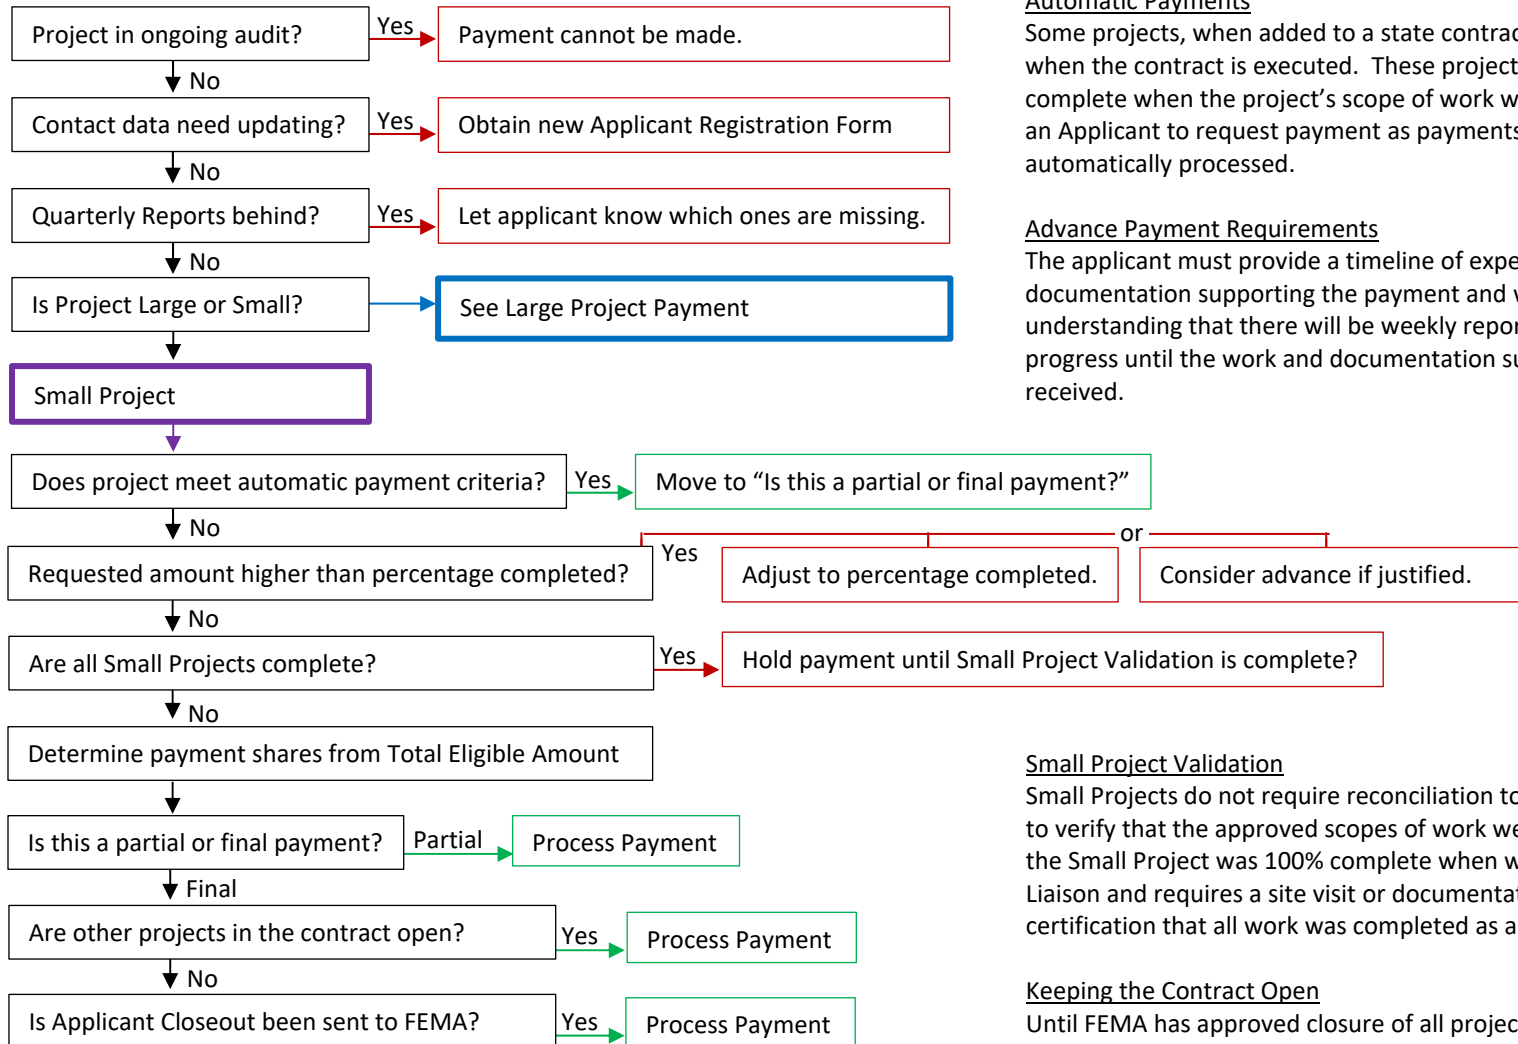 Project in ongoing audit?
Yes
Payment cannot be made.
No
Contact data need updating?
Yes
Obtain new Applicant Registration Form
No
Quarterly Reports behind?
Yes
Let applicant know which ones are missing.
No
Is Project Large or Small?
See Large Project Payment
Small Project
Does project meet automatic payment criteria?
Yes
Move to “Is this a partial or final payment?”
No
Requested amount higher than percentage completed?
Yes
or
Adjust to percentage completed.
Consider advance if justified.
No
Are all Small Projects complete?
Yes
Hold payment until Small Project Validation is complete?
No
Determine payment shares from Total Eligible Amount
Is this a partial or final payment?
Partial
Process Payment
Final
Are other projects in the contract open?
Yes
Process Payment
No
Is Applicant Closeout been sent to FEMA?
Yes
Process Payment
Automatic Payments
Some projects, when added to a state contrac
when the contract is executed. These project
complete when the project’s scope of work w
an Applicant to request payment as payments
automatically processed.
Advance Payment Requirements
The applicant must provide a timeline of expe
documentation supporting the payment and
understanding that there will be weekly repor
progress until the work and documentation su
received.
Small Project Validation
Small Projects do not require reconciliation to
to verify that the approved scopes of work we
the Small Project was 100% complete when w
Liaison and requires a site visit or documentat
certification that all work was completed as a
Keeping the Contract Open
Until FEMA has approved closure of all projec